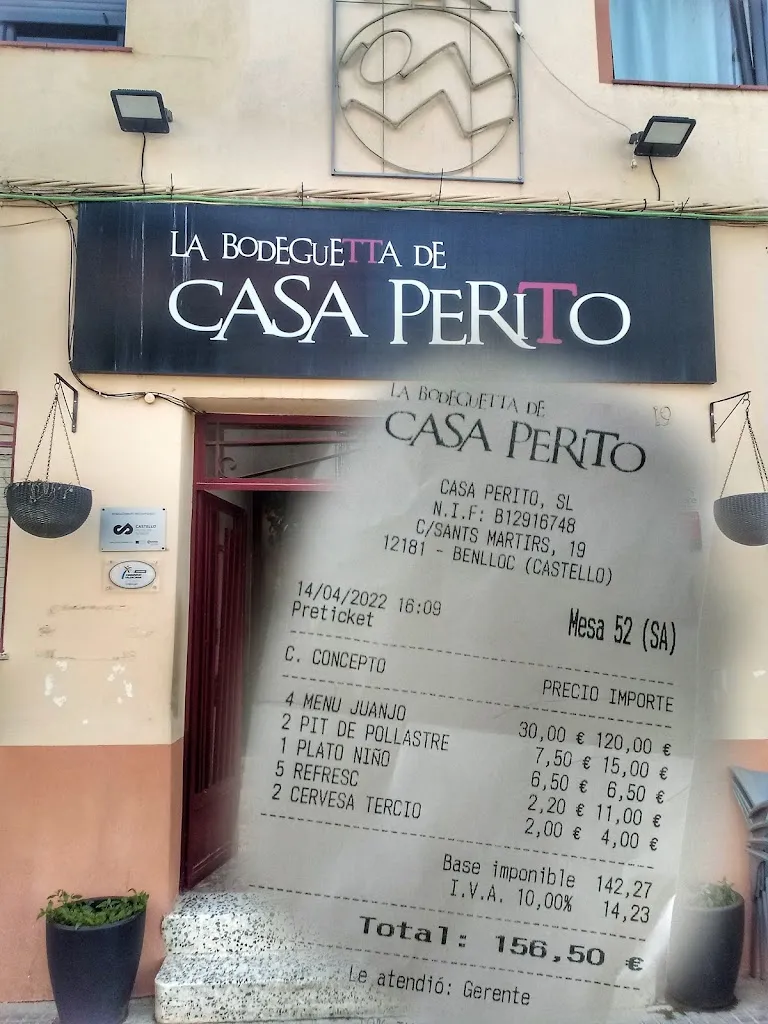 LA BODEGUETTA DE
CASA PERITO
LA BODEGUETTA DE
CASA PERITO
19
CASA PERITO, SL
N.I.F: B12916748
C/SANTS MARTIRS, 19
12181 - BENLLOC (CASTELLO)
14/04/2022 16:09
Preticket
Mesa 52 (SA)
C. CONCEPTO PRECIO IMPORTE
4 MENU JUANJO 30,00 € 120,00 €
2 PIT DE POLLASTRE 7,50 € 15,00 €
1 PLATO NIÑO 6,50 € 6,50 €
5 REFRESC 2,20 € 11,00 €
2 CERVESA TERCIO 2,00 € 4,00 €
Base imponible 142,27
I.V.A. 10,00% 14,23
Total: 156,50 €
Le atendió: Gerente
CASTELLO